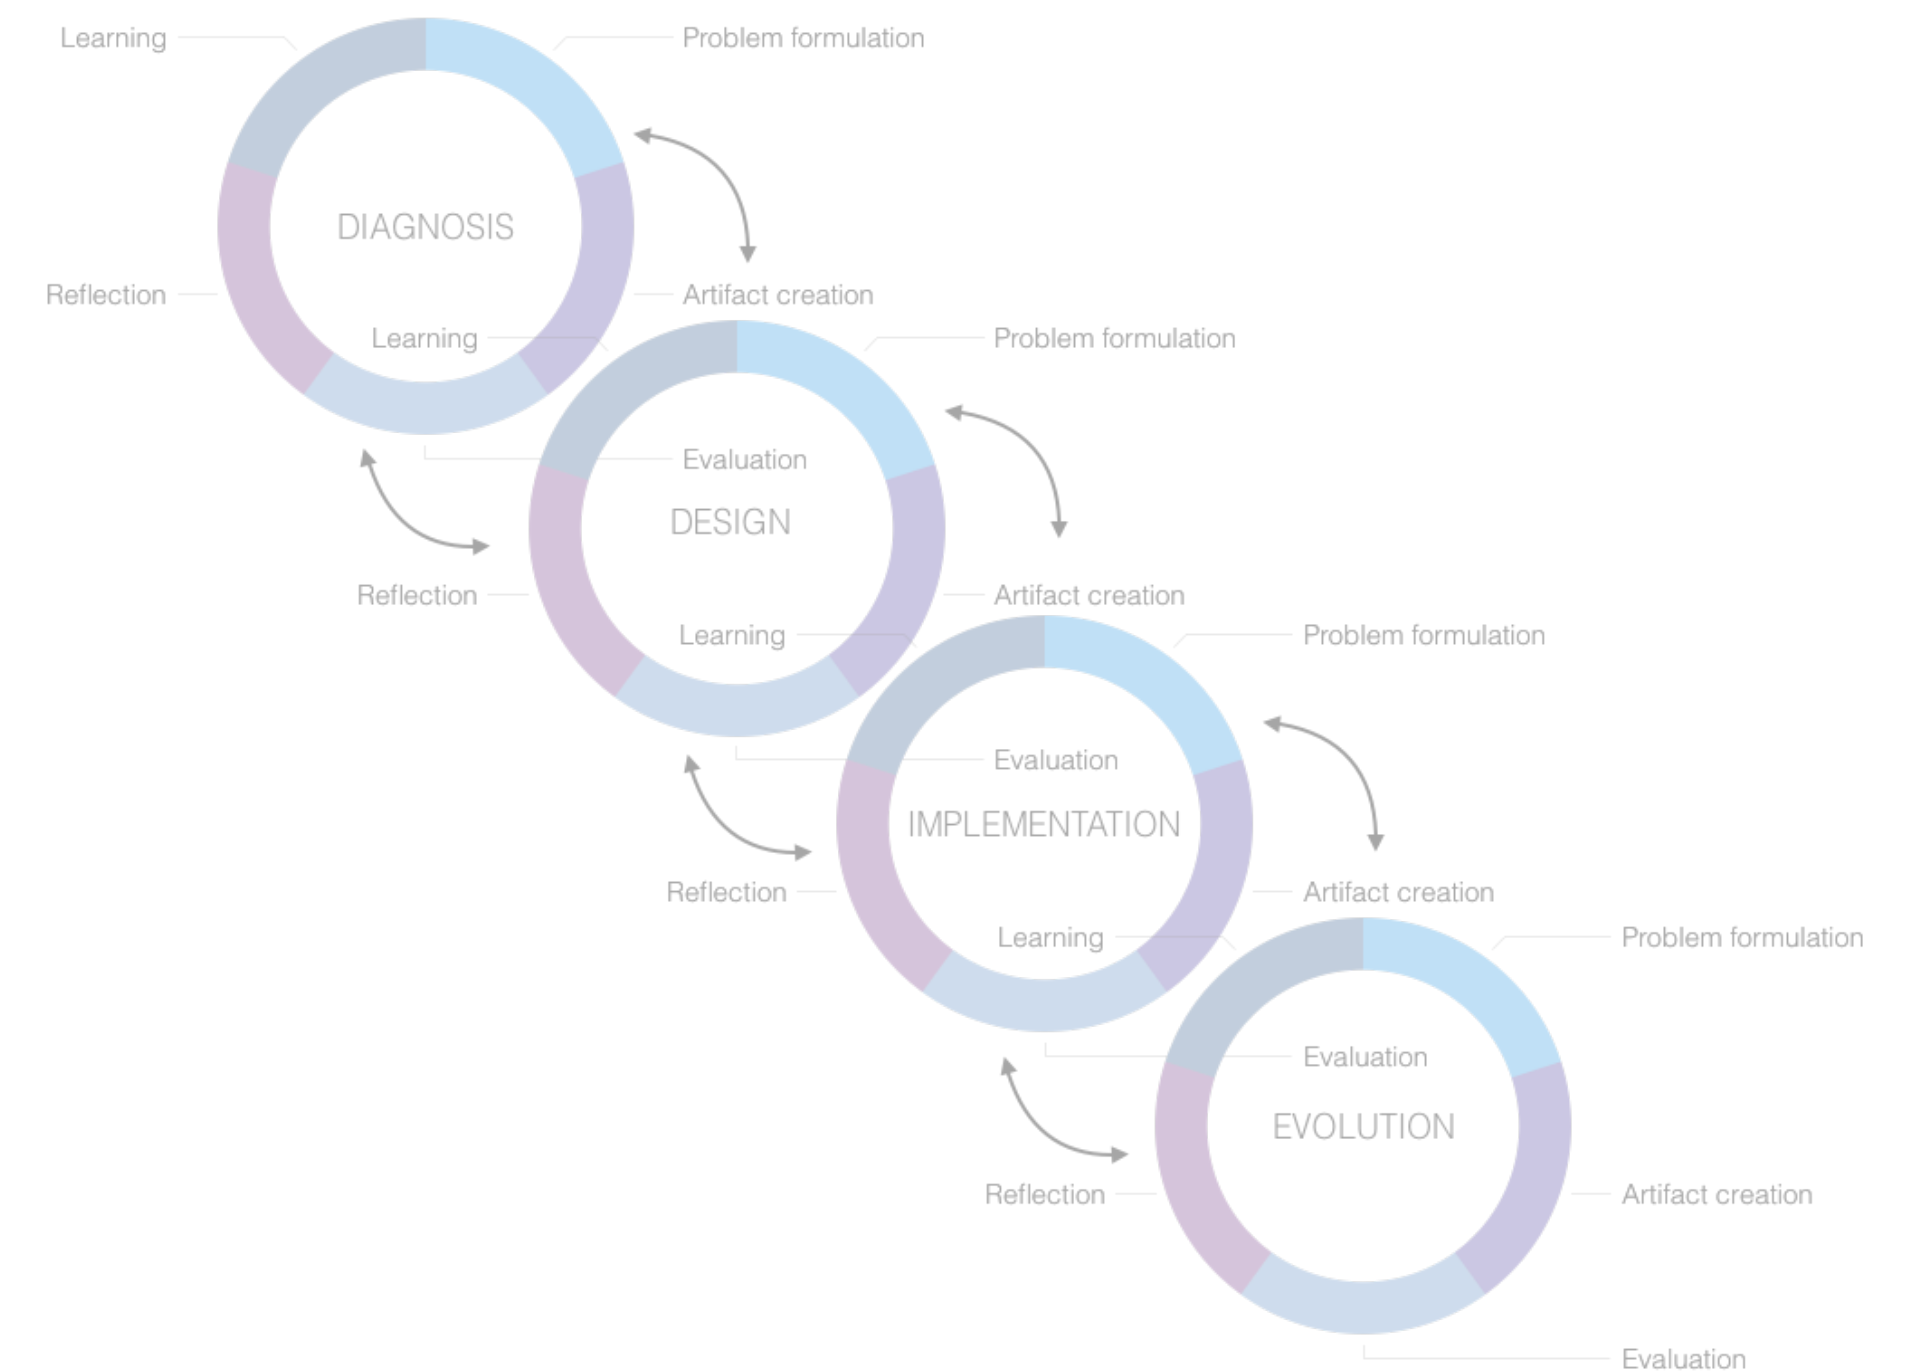 Learning
Problem formulation
DIAGNOSIS
Reflection
Artifact creation
Learning
Problem formulation
Evaluation
DESIGN
Reflection
Artifact creation
Learning
Problem formulation
Evaluation
IMPLEMENTATION
Reflection
Artifact creation
Learning
Problem formulation
Evaluation
EVOLUTION
Reflection
Artifact creation
Evaluation